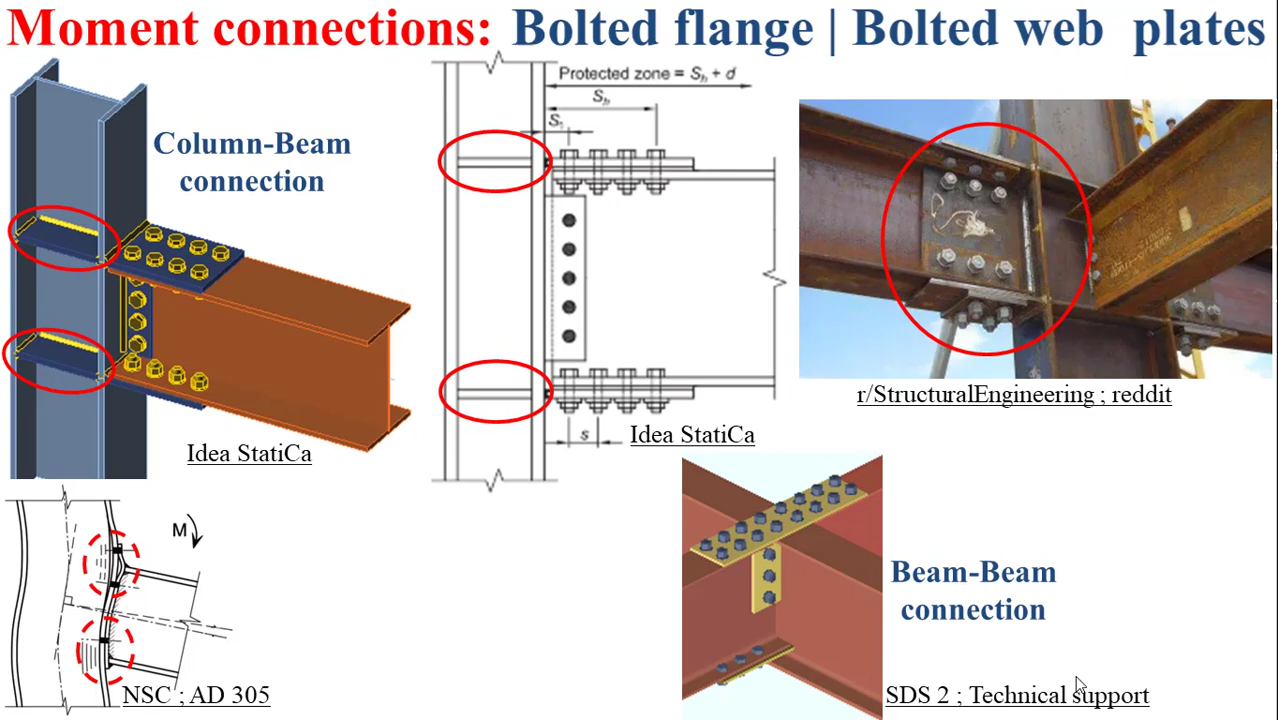 Moment connections: Bolted flange | Bolted web plates
Column-Beam
connection
Idea StatiCa
Protected zone = Sh + d
Sh
S1
s
Idea StatiCa
r/StructuralEngineering ; reddit
M
NSC ; AD 305
Beam-Beam
connection
SDS 2 ; Technical support